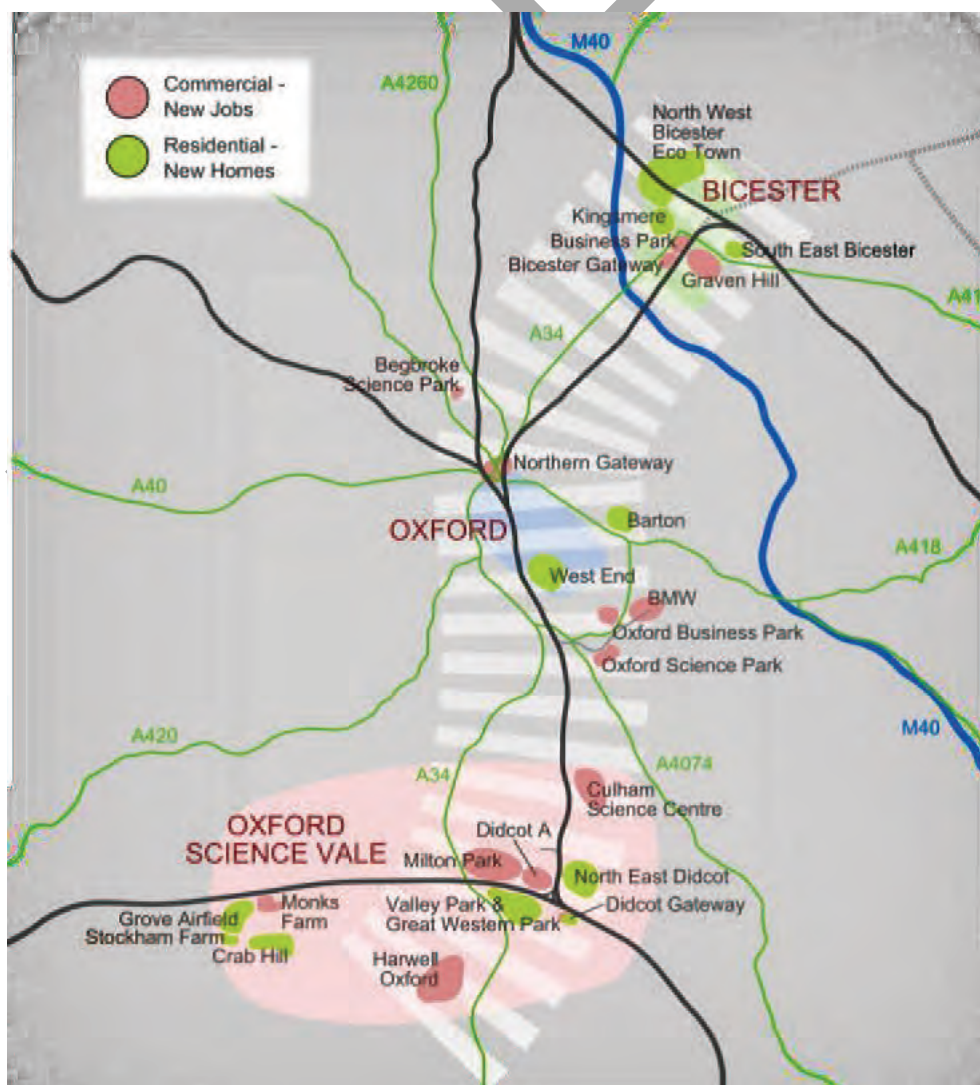 M40
A4260
Commercial -
New Jobs
Residential -
New Homes
North West
Bicester
Eco Town
BICESTER
Kingsmere
Business Park
South East Bicester
Bicester Gateway
Graven Hill
A41
A34
Begbroke
Science Park
Northern Gateway
A40
OXFORD
Barton
A418
West End
BMW
Oxford Business Park
Oxford Science Park
A420
M40
A34
A4074
Culham
Science Centre
OXFORD
SCIENCE VALE
Didcot A
Milton Park
North East Didcot
Valley Park &
Great Western Park
Didcot Gateway
Monks
Farm
Grove Airfield
Stockham Farm
Crab Hill
Harwell
Oxford